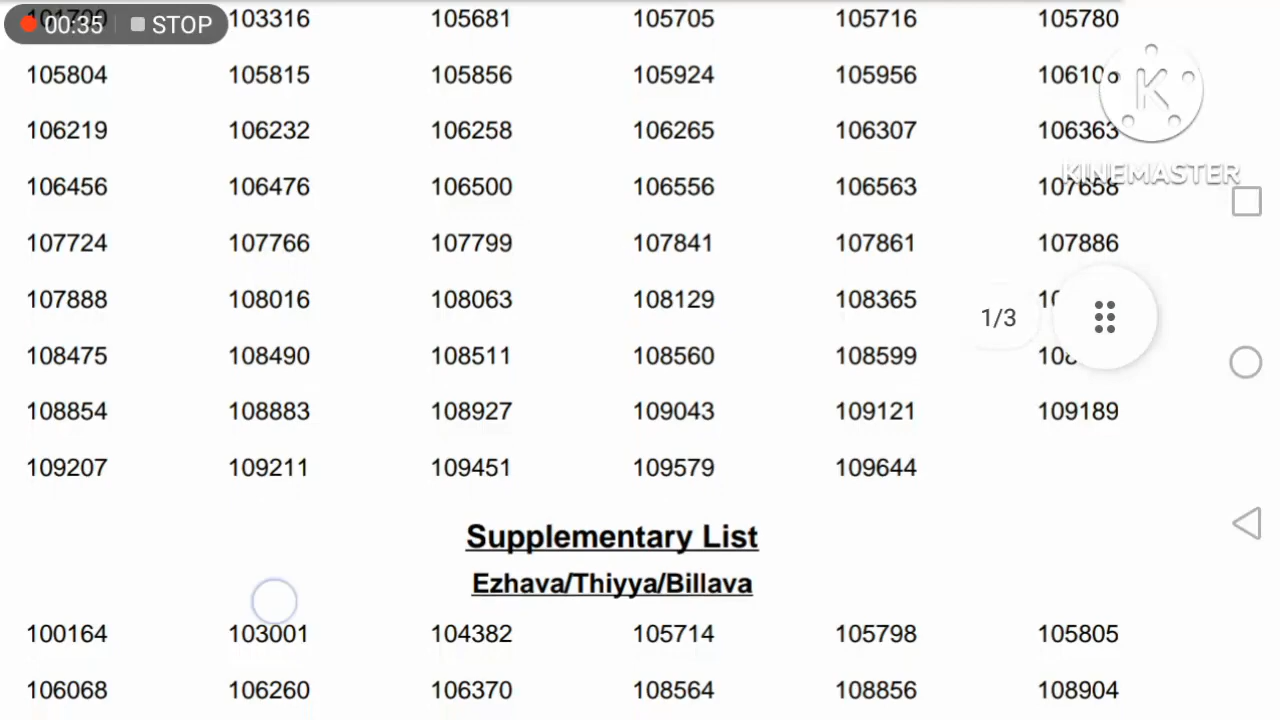 00:35 STOP 103316 105681 105705 105716 105780
105804 105815 105856 105924 105956
106219 106232 106258 106265 106307 106363
KINEMASTER
106456 106476 106500 106556 106563 107658
107724 107766 107799 107841 107861 107886
107888 108016 108063 108129 108365
1/3
108475 108490 108511 108560 108599
108854 108883 108927 109043 109121 109189
109207 109211 109451 109579 109644
Supplementary List
Ezhava/Thiyya/Billava
100164 103001 104382 105714 105798 105805
106068 106260 106370 108564 108856 108904